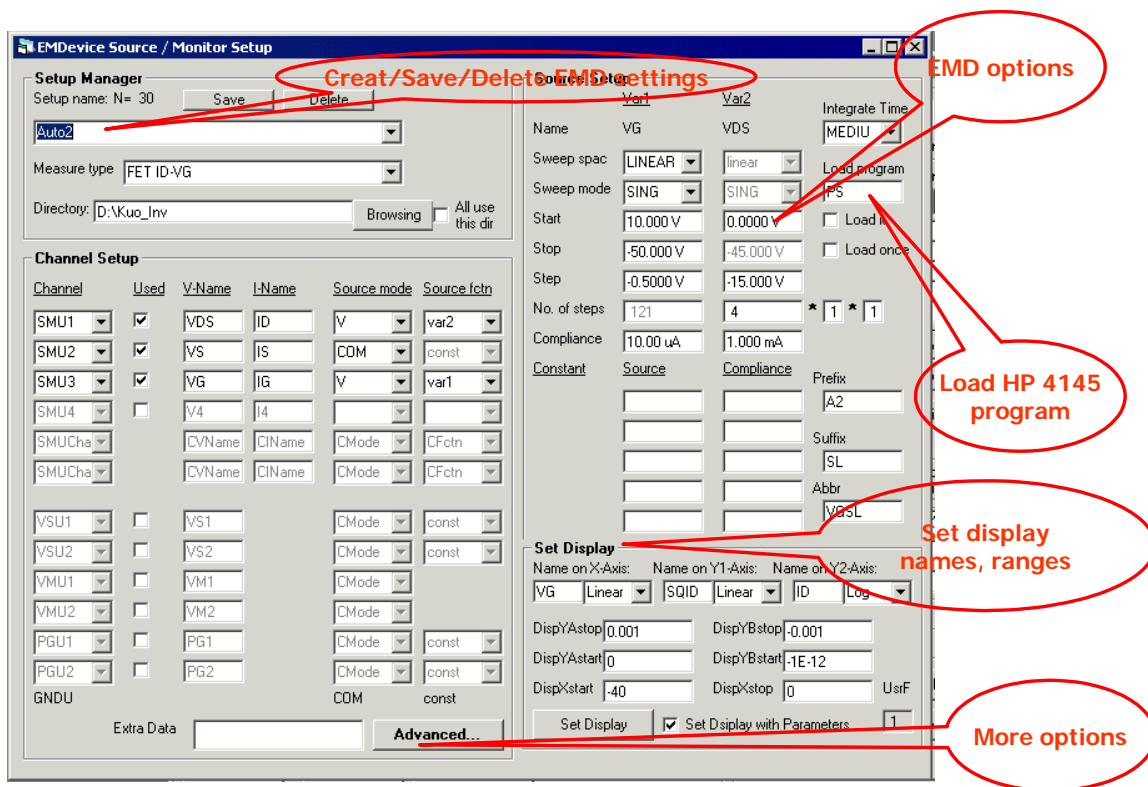 EMDevice Source / Monitor Setup
Setup Manager
Setup name: N= 30
Save
Delete
Creat/Save/Delete EMD settings
Auto2
Measure type
FET ID-VG
Directory:
D:\Kuo_Inv
Browsing
All use
this dir
Channel Setup
Channel Used V-Name I-Name Source mode Source fctn
SMU1 VDS ID V var2
SMU2 VS IS COM const
SMU3 VG IG V var1
SMU4 V4 I4
SMUCha CVName CIName CMode CFctn
SMUCha CVName CIName CMode CFctn
VSU1 VS1 CMode const
VSU2 VS2 CMode const
VMU1 VM1 CMode
VMU2 VM2 CMode
PGU1 PG1 CMode const
PGU2 PG2 CMode const
GNDU COM const
Extra Data
Advanced...
Source Setup
Var1 Var2
Integrate Time
Name VG VDS
MEDIU
Sweep spac LINEAR linear
Load program
Sweep mode SING SING
PS
Start 10.000 V 0.0000 V
Load
Stop -50.000 V -45.000 V
Load once
Step -0.5000 V -15.000 V
No. of steps 121 4 * 1 * 1
Compliance 10.00 uA 1.000 mA
Constant Source Compliance
Prefix
A2
Suffix
SL
Abbr
VGSL
Set Display
Name on X-Axis: Name on Y1-Axis: Name on Y2-Axis:
VG Linear SQID Linear ID Log
DispYAstop 0.001 DispYBstop -0.001
DispYAstart 0 DispYBstart -1E-12
DispXstart -40 DispXstop 0 UsrF
Set Display
Set Dsiplay with Parameters
1
EMD options
Load HP 4145
program
Set display
names, ranges
More options